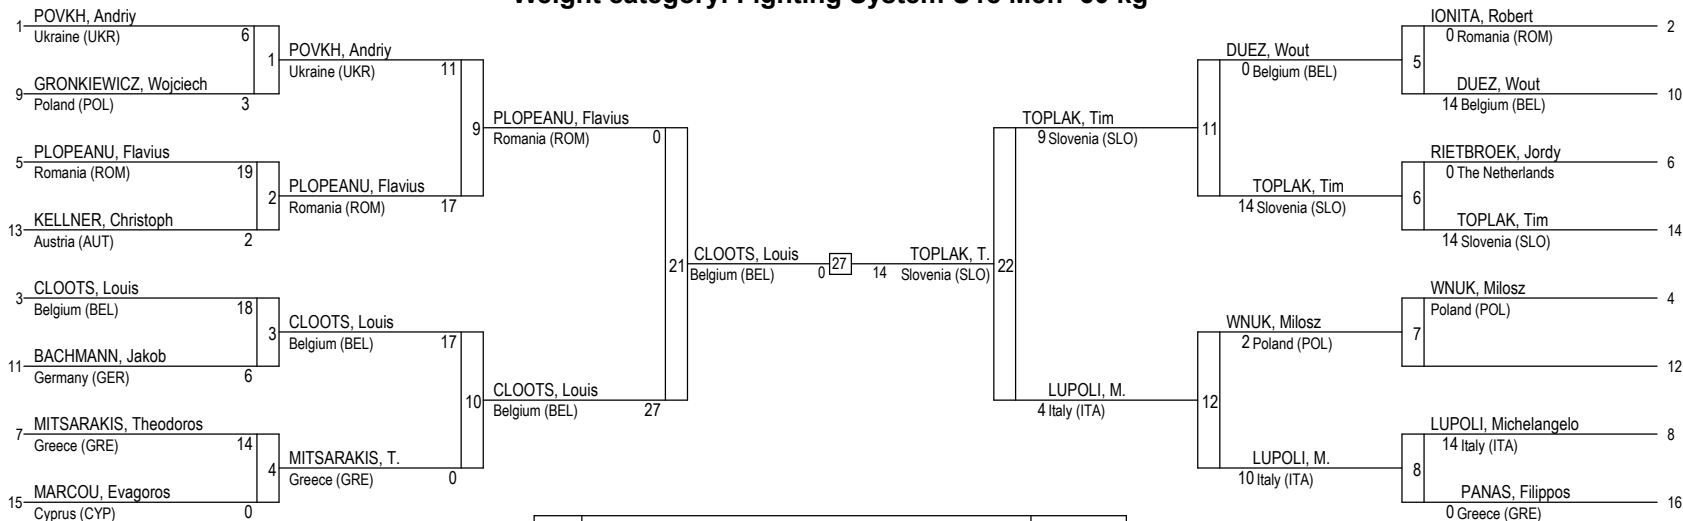 1 POVKH, Andriy
Ukraine (UKR) 6
1
9 GRONKIEWICZ, Wojciech
Poland (POL) 3
POVKH, Andriy
Ukraine (UKR) 11
5 PLOPEANU, Flavius
Romania (ROM) 19
2
13 KELLNER, Christoph
Austria (AUT) 2
PLOPEANU, Flavius
Romania (ROM) 17
9
PLOPEANU, Flavius
Romania (ROM) 0
3 CLOOTS, Louis
Belgium (BEL) 18
3
11 BACHMANN, Jakob
Germany (GER) 6
CLOOTS, Louis
Belgium (BEL) 17
7 MITSARAKIS, Theodoros
Greece (GRE) 14
4
15 MARCOU, Evagoros
Cyprus (CYP) 0
MITSARAKIS, T.
Greece (GRE) 0
10
CLOOTS, Louis
Belgium (BEL) 27
21
CLOOTS, Louis
Belgium (BEL) 0
27
TOPLAK, T.
14 Slovenia (SLO)
22
TOPLAK, Tim
9 Slovenia (SLO)
11
DUEZ, Wout
0 Belgium (BEL)
5
IONITA, Robert 2
0 Romania (ROM)
DUEZ, Wout 10
14 Belgium (BEL)
TOPLAK, Tim
14 Slovenia (SLO)
6
RIETBROEK, Jordy 6
0 The Netherlands
TOPLAK, Tim 14
14 Slovenia (SLO)
LUPOLI, M.
4 Italy (ITA)
12
WNUK, Milosz
2 Poland (POL)
7
WNUK, Milosz 4
Poland (POL)
12
LUPOLI, M.
10 Italy (ITA)
8
LUPOLI, Michelangelo 8
14 Italy (ITA)
PANAS, Filippos 16
0 Greece (GRE)